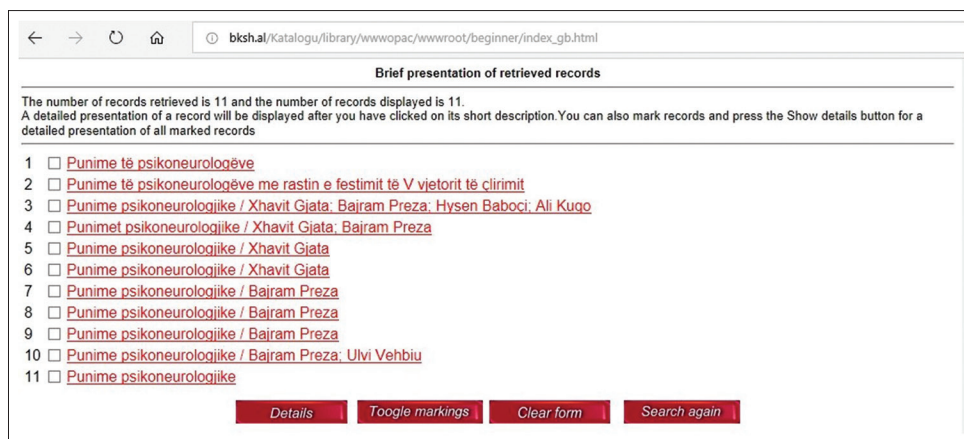 bksh.al/Katalogu/library/wwwopac/wwwroot/beginner/index_gb.html
Brief presentation of retrieved records
The number of records retrieved is 11 and the number of records displayed is 11.
A detailed presentation of a record will be displayed after you have clicked on its short description.You can also mark records and press the Show details button for a
detailed presentation of all marked records
1 Punime të psikoneurologëve
2 Punime të psikoneurologëve me rastin e festimit të V vjetorit të çlirimit
3 Punime psikoneurologjike / Xhavit Gjata; Bajram Preza; Hysen Baboçi; Ali Kuqo
4 Punimet psikoneurologjike / Xhavit Gjata; Bajram Preza
5 Punime psikoneurologjike / Xhavit Gjata
6 Punime psikoneurologjike / Xhavit Gjata
7 Punime psikoneurologjike / Bajram Preza
8 Punime psikoneurologjike / Bajram Preza
9 Punime psikoneurologjike / Bajram Preza
10 Punime psikoneurologjike / Bajram Preza; Ulvi Vehbiu
11 Punime psikoneurologjike
Details Toogle markings Clear form Search again